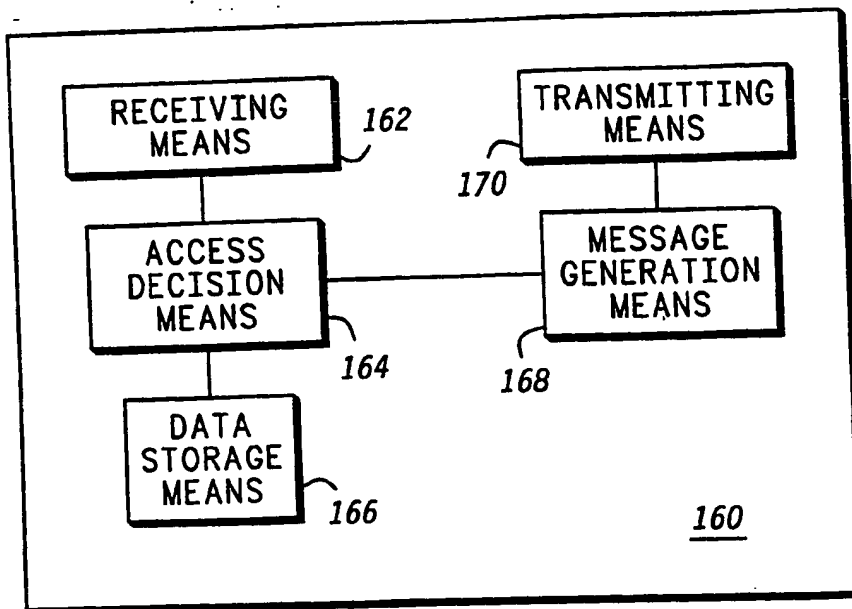 RECEIVING
MEANS
162
TRANSMITTING
MEANS
170
ACCESS
DECISION
MEANS
164
MESSAGE
GENERATION
MEANS
168
DATA
STORAGE
MEANS
166
160